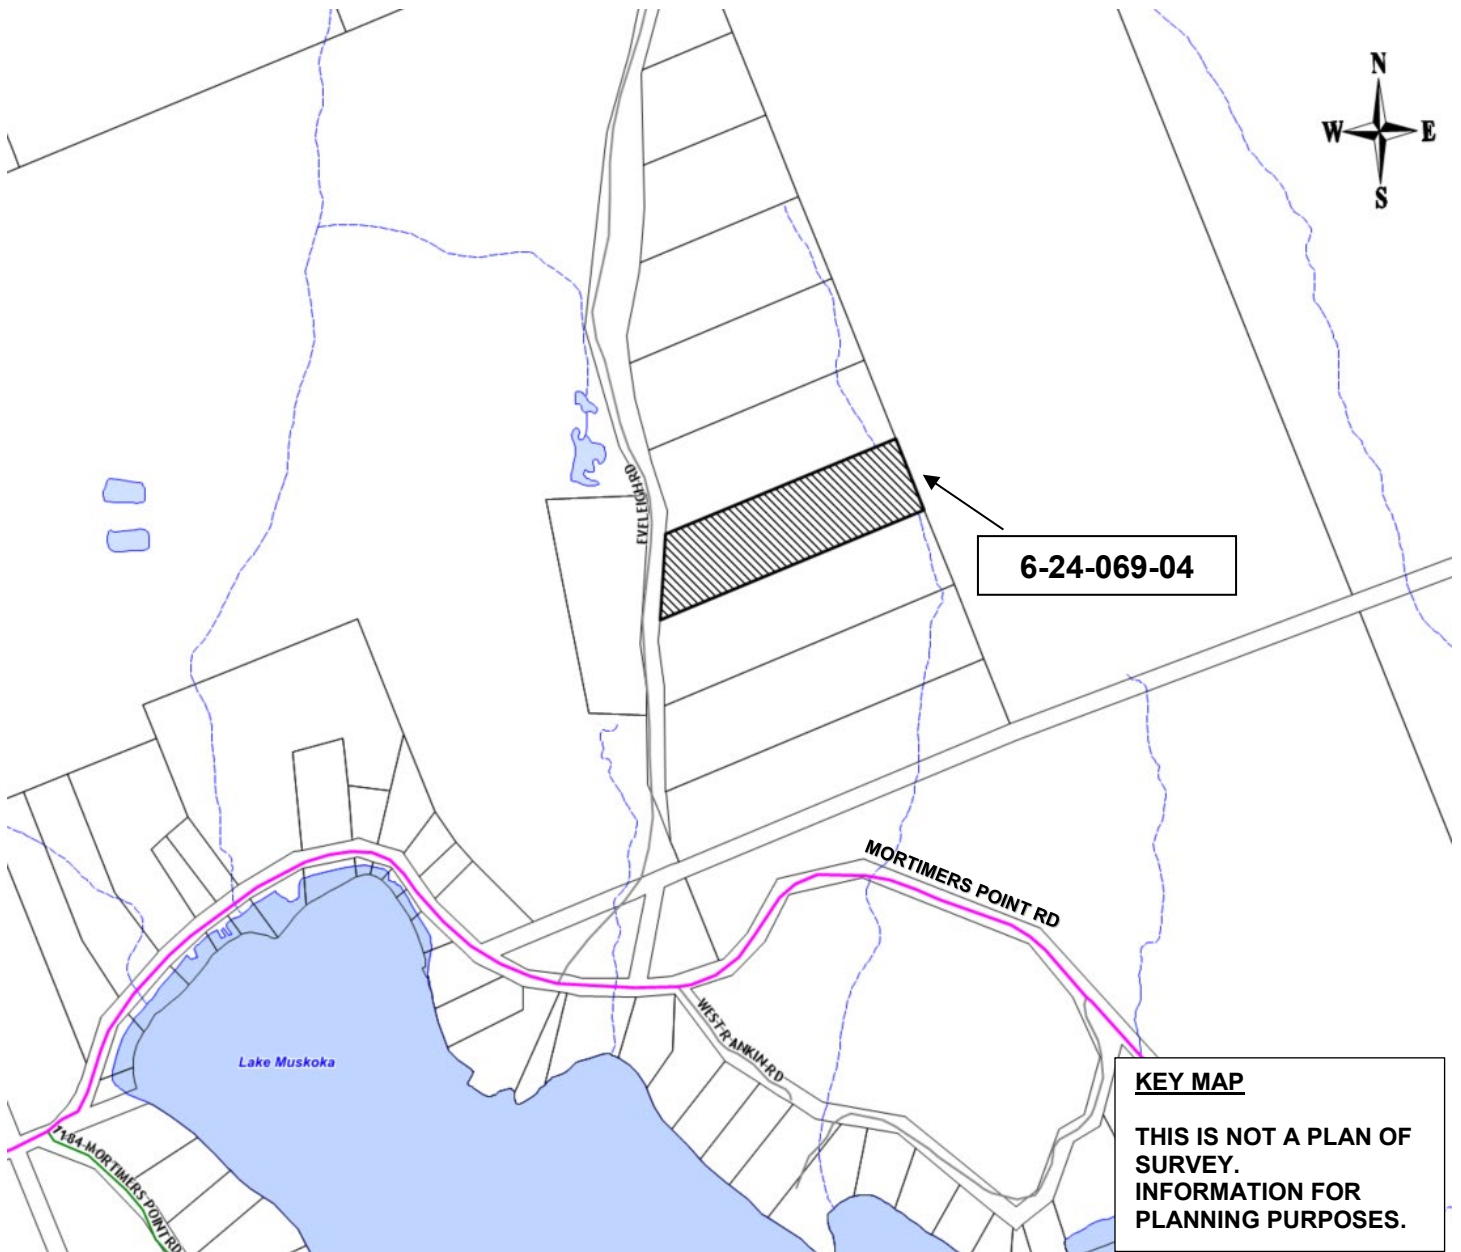 N
W E
S
EVELEIGH RD
6-24-069-04
MORTIMERS POINT RD
WEST RANKIN RD
Lake Muskoka
1184 MORTIMERS POINT RD
KEY MAP
THIS IS NOT A PLAN OF
SURVEY.
INFORMATION FOR
PLANNING PURPOSES.